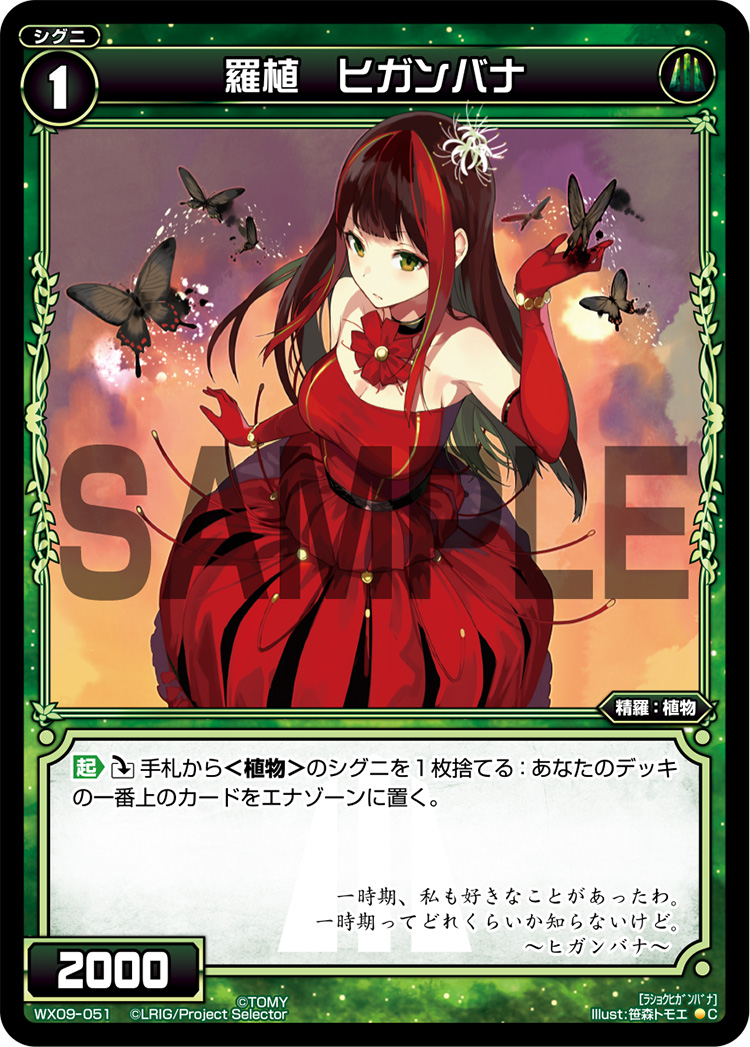 シグニ
1
羅植　ヒガンバナ
SAMPLE
精羅：植物
起 手札から＜植物＞のシグニを１枚捨てる：あなたのデッキ
の一番上のカードをエナゾーンに置く。
一時期、私も好きなことがあったわ。
一時期ってどれくらいか知らないけど。
～ヒガンバナ～
2000
©TOMY
[ﾗｼｮｸﾋｶﾞﾝﾊﾞﾅ]
WX09-051 ©LRIG/Project Selector
Illust:笹森トモエ C